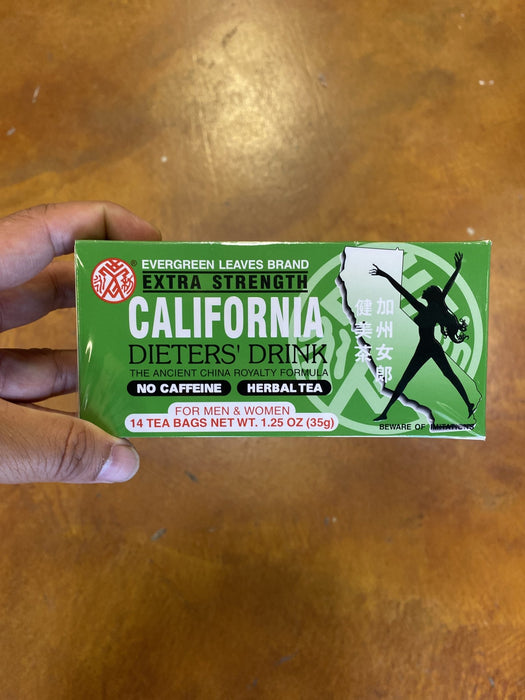 ®
EVERGREEN LEAVES BRAND
EXTRA STRENGTH
CALIFORNIA
DIETERS' DRINK
THE ANCIENT CHINA ROYALTY FORMULA
NO CAFFEINE HERBAL TEA
FOR MEN & WOMEN
14 TEA BAGS NET WT. 1.25 OZ (35g)
加州女郎
健美茶
BEWARE OF IMITATIONS